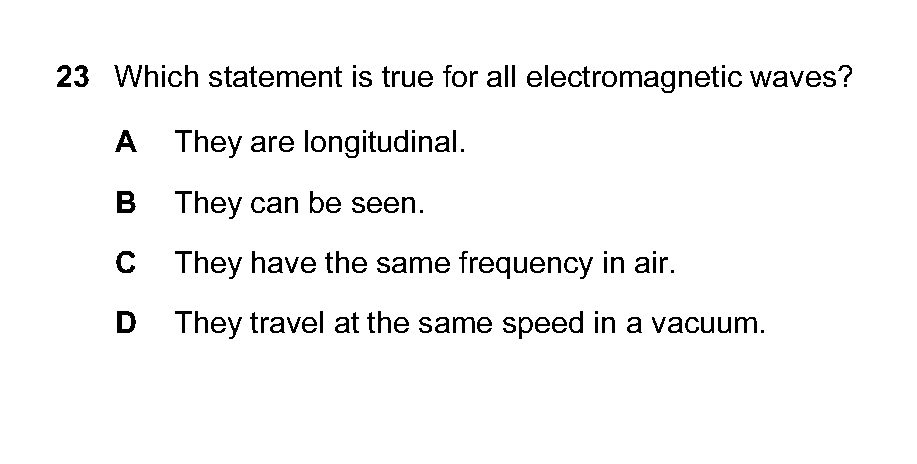 23 Which statement is true for all electromagnetic waves?
A They are longitudinal.
B They can be seen.
C They have the same frequency in air.
D They travel at the same speed in a vacuum.